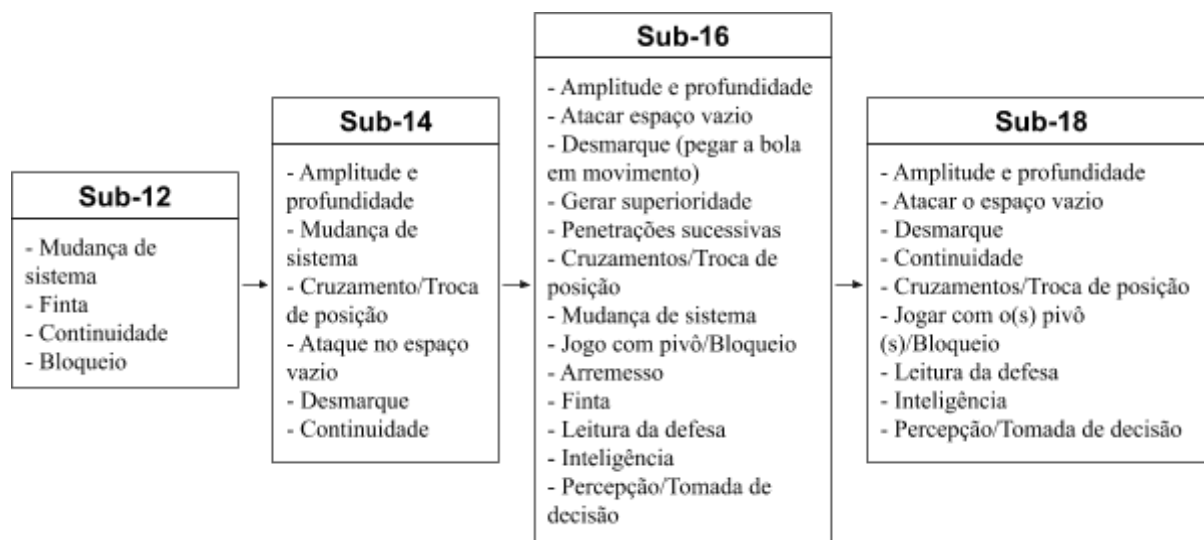 Sub-12
- Mudança de
sistema
- Finta
- Continuidade
- Bloqueio
Sub-14
- Amplitude e
profundidade
- Mudança de
sistema
- Cruzamento/Troca
de posição
- Ataque no espaço
vazio
- Desmarque
- Continuidade
Sub-16
- Amplitude e profundidade
- Atacar espaço vazio
- Desmarque (pegar a bola
em movimento)
- Gerar superioridade
- Penetrações sucessivas
- Cruzamentos/Troca de
posição
- Mudança de sistema
- Jogo com pivô/Bloqueio
- Arremesso
- Finta
- Leitura da defesa
- Inteligência
- Percepção/Tomada de
decisão
Sub-18
- Amplitude e profundidade
- Atacar o espaço vazio
- Desmarque
- Continuidade
- Cruzamentos/Troca de posição
- Jogar com o(s) pivô
(s)/Bloqueio
- Leitura da defesa
- Inteligência
- Percepção/Tomada de decisão